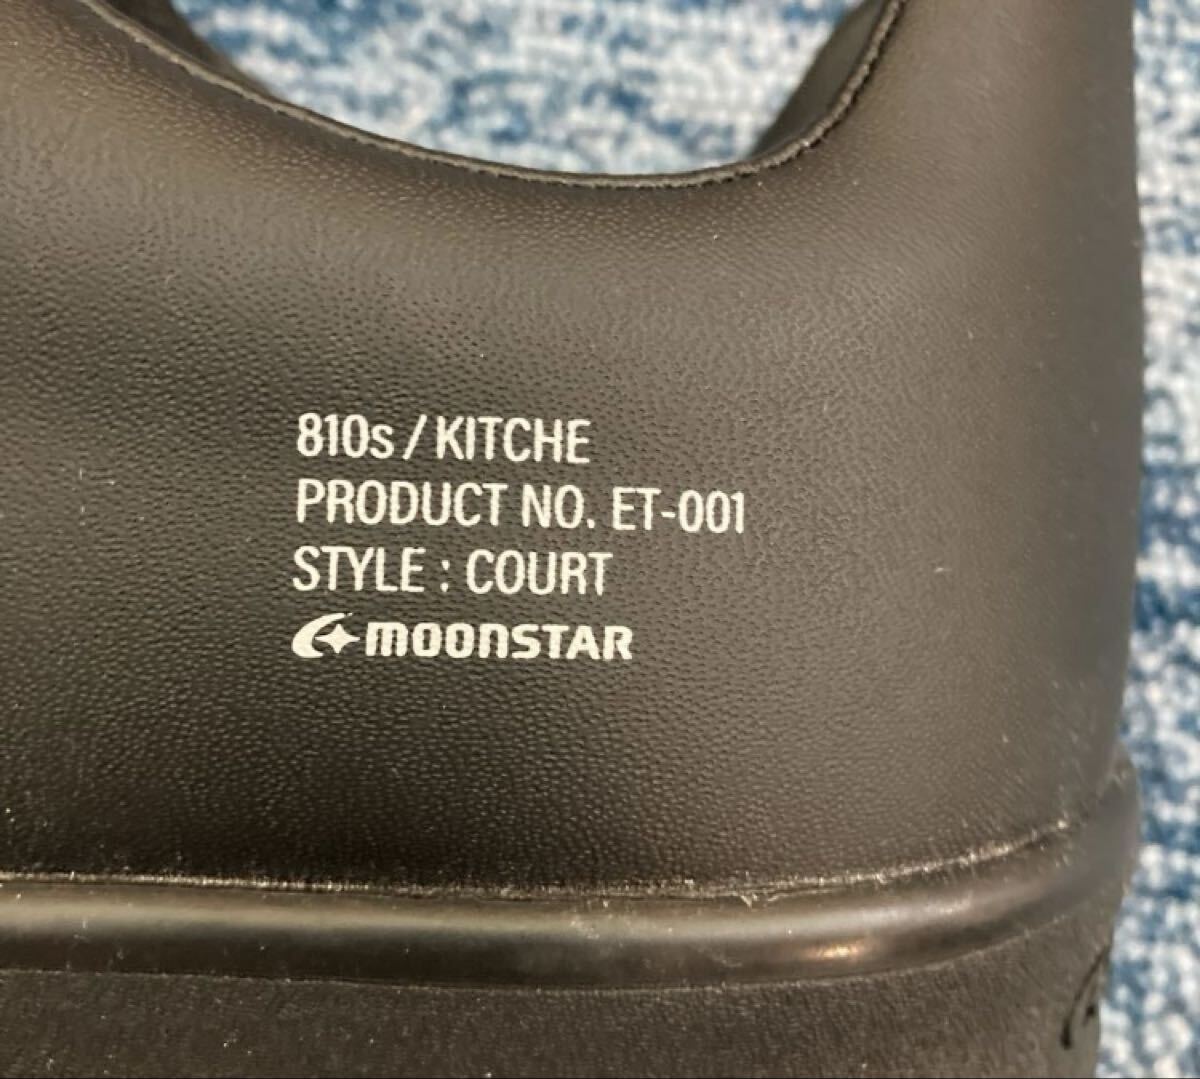 810s / KITCHE
PRODUCT NO. ET-001
STYLE : COURT
MOONSTAR